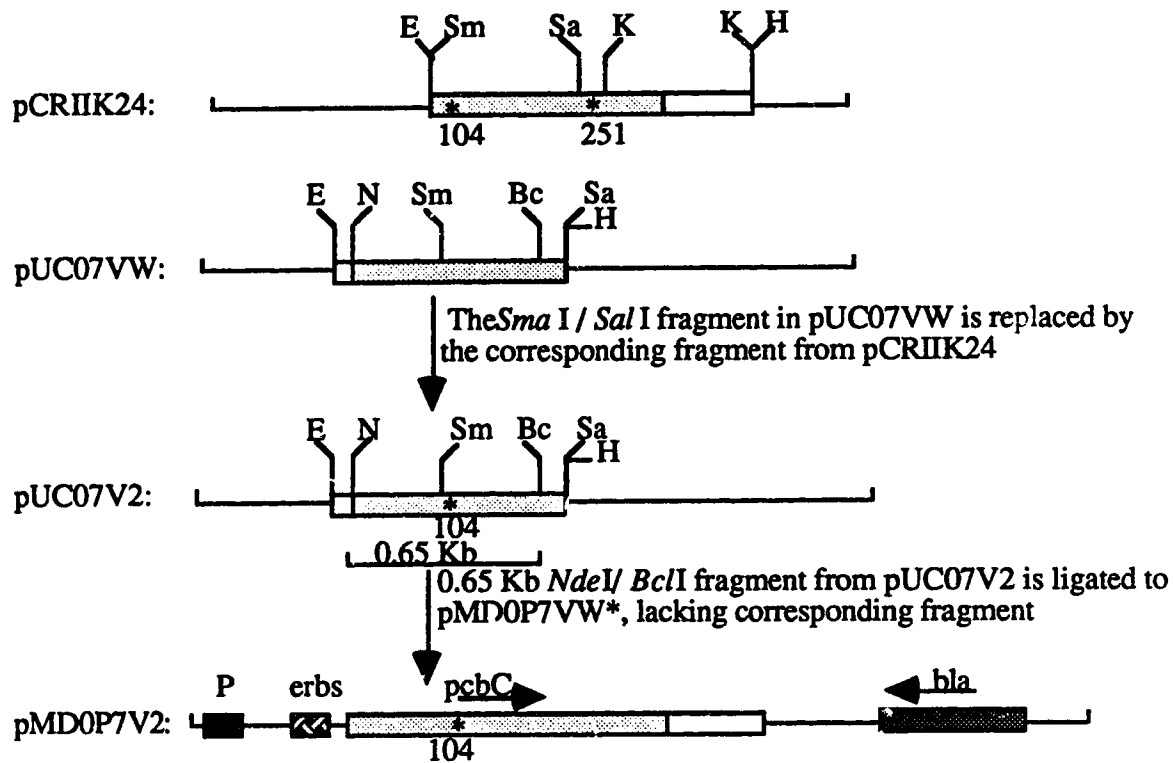 E Sm Sa K K H
pCRIIK24:
* *
104 251
E N Sm Bc Sa
H
pUC07VW:
TheSma I / Sal I fragment in pUC07VW is replaced by
the corresponding fragment from pCRIIK24
E N Sm Bc Sa
H
pUC07V2:
*
104
0.65 Kb
0.65 Kb NdeI/ BclI fragment from pUC07V2 is ligated to
pMD0P7VW*, lacking corresponding fragment
P erbs pcbC bla
pMD0P7V2:
*
104